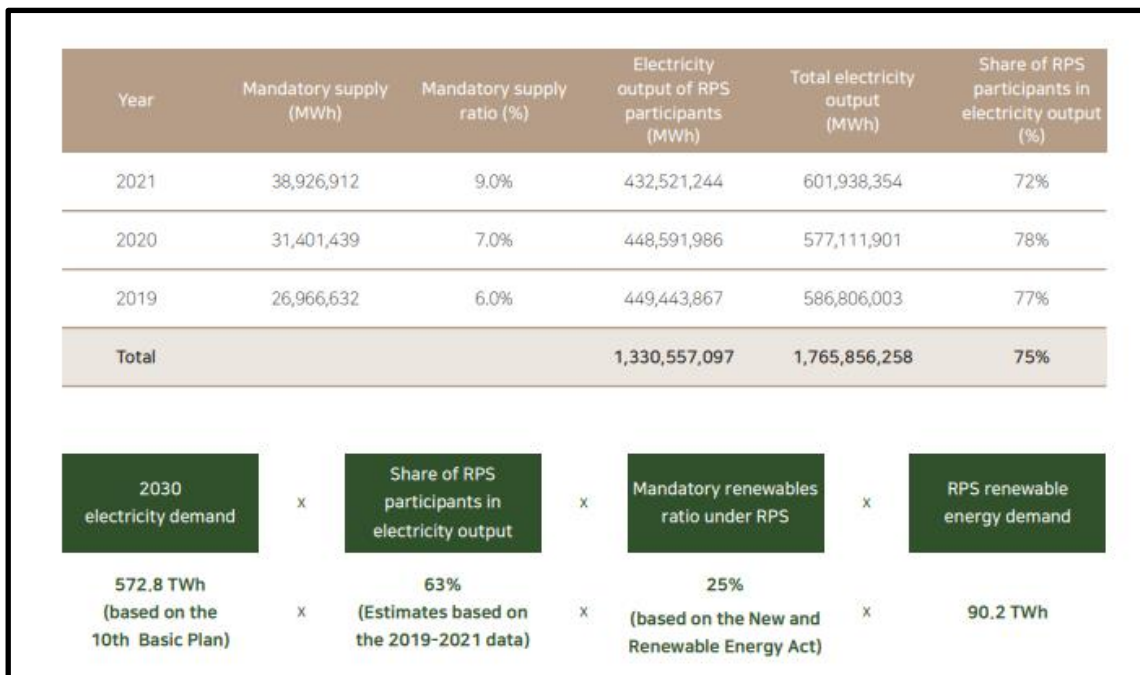 Year
Mandatory supply
(MWh)
Mandatory supply
ratio (%)
Electricity
output of RPS
participants
(MWh)
Total electricity
output
(MWh)
Share of RPS
participants in
electricity output
(%)
2021 38,926,912 9.0% 432,521,244 601,938,354 72%
2020 31,401,439 7.0% 448,591,986 577,111,901 78%
2019 26,966,632 6.0% 449,443,867 586,806,003 77%
Total 1,330,557,097 1,765,856,258 75%
2030
electricity demand
x
Share of RPS
participants in
electricity output
x
Mandatory renewables
ratio under RPS
x
RPS renewable
energy demand
572.8 TWh
(based on the
10th Basic Plan)
x
63%
(Estimates based on
the 2019-2021 data)
x
25%
(based on the New and
Renewable Energy Act)
x
90.2 TWh